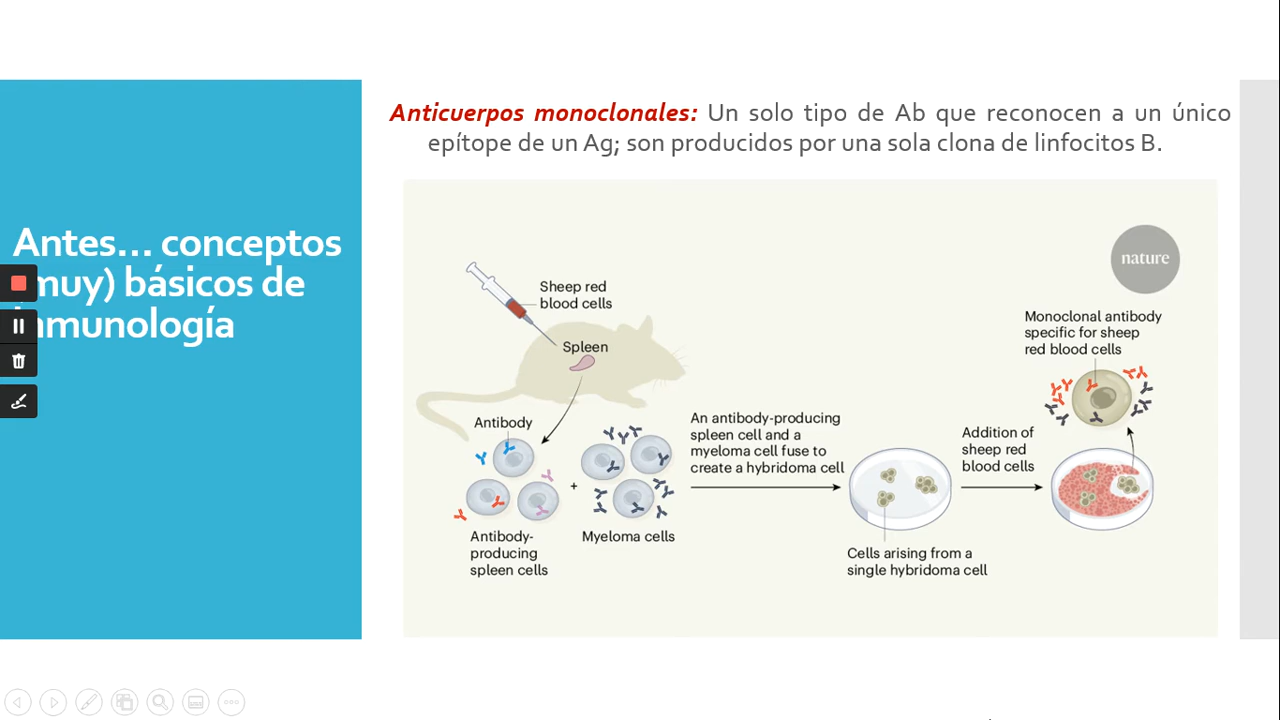 Anticuerpos monoclonales: Un solo tipo de Ab que reconocen a un único
epítope de un Ag; son producidos por una sola clona de linfocitos B.
Antes... conceptos
muy) básicos de
nmunología
nature
Sheep red
blood cells
Spleen
Antibody
Antibody-
producing
spleen cells
+
Myeloma cells
An antibody-producing
spleen cell and a
myeloma cell fuse to
create a hybridoma cell
Cells arising from a
single hybridoma cell
Addition of
sheep red
blood cells
Monoclonal antibody
specific for sheep
red blood cells